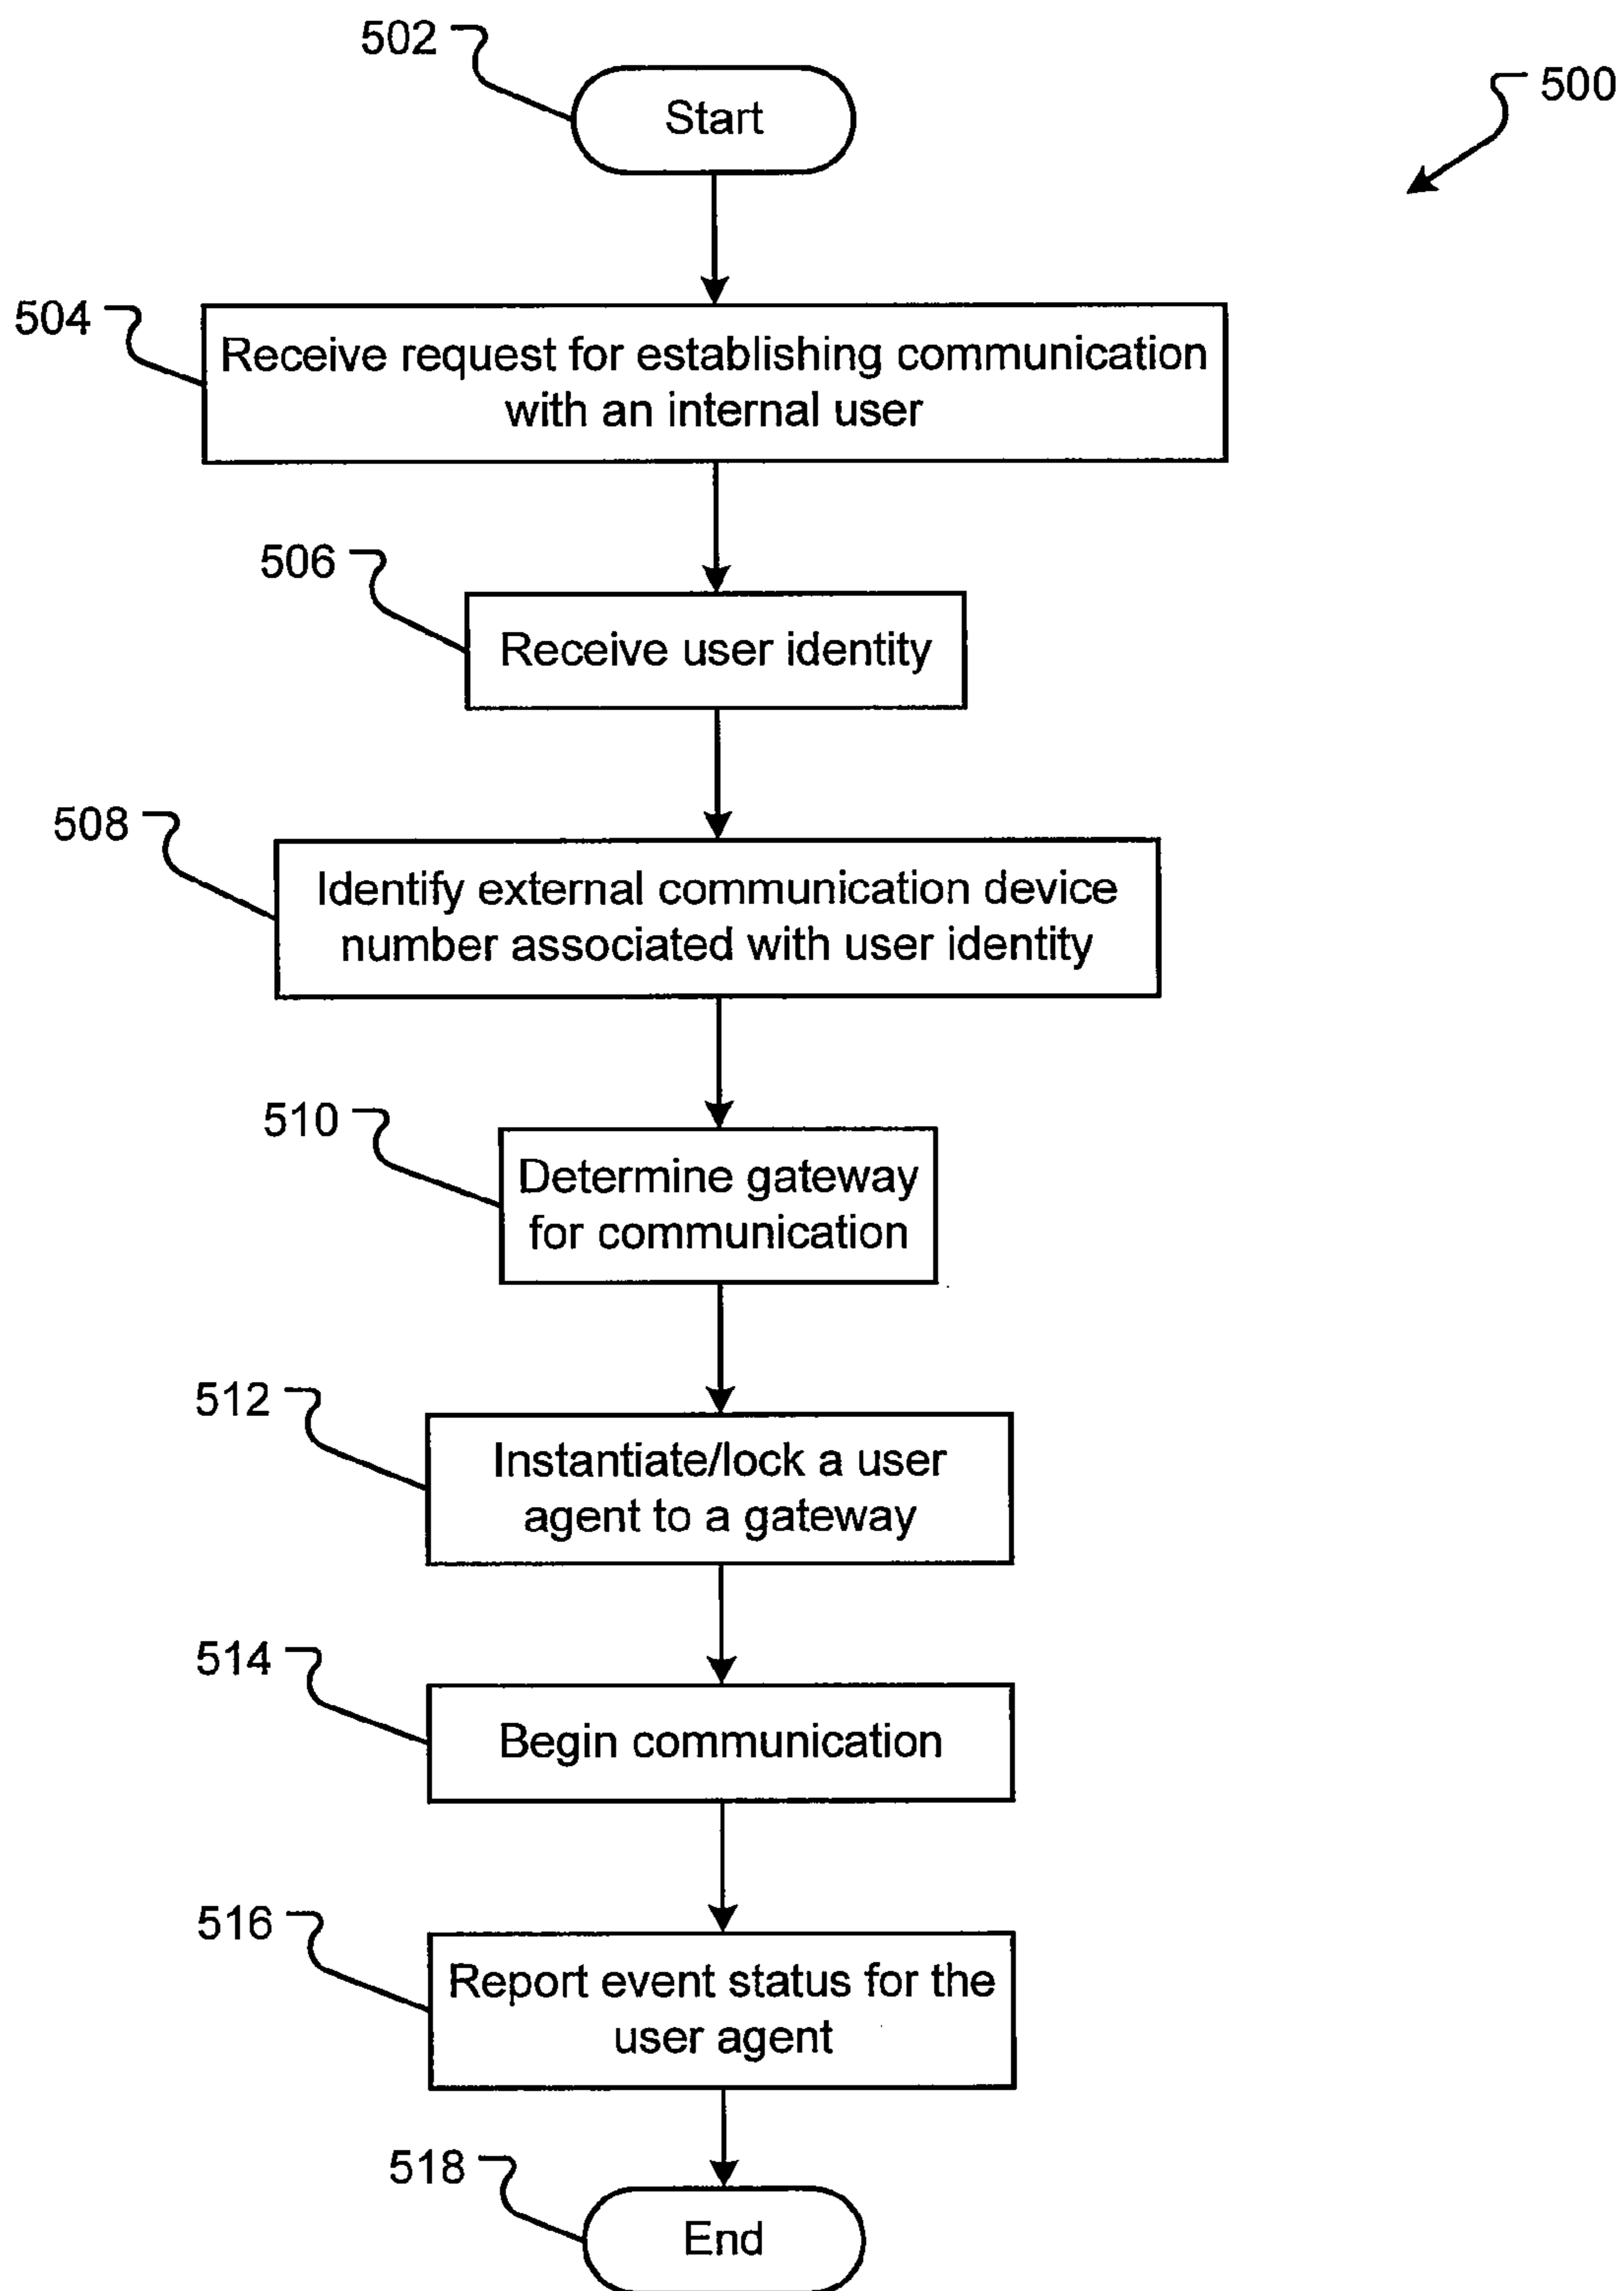 502
Start
500
504
Receive request for establishing communication
with an internal user
506
Receive user identity
508
Identify external communication device
number associated with user identity
510
Determine gateway
for communication
512
Instantiate/lock a user
agent to a gateway
514
Begin communication
516
Report event status for the
user agent
518
End